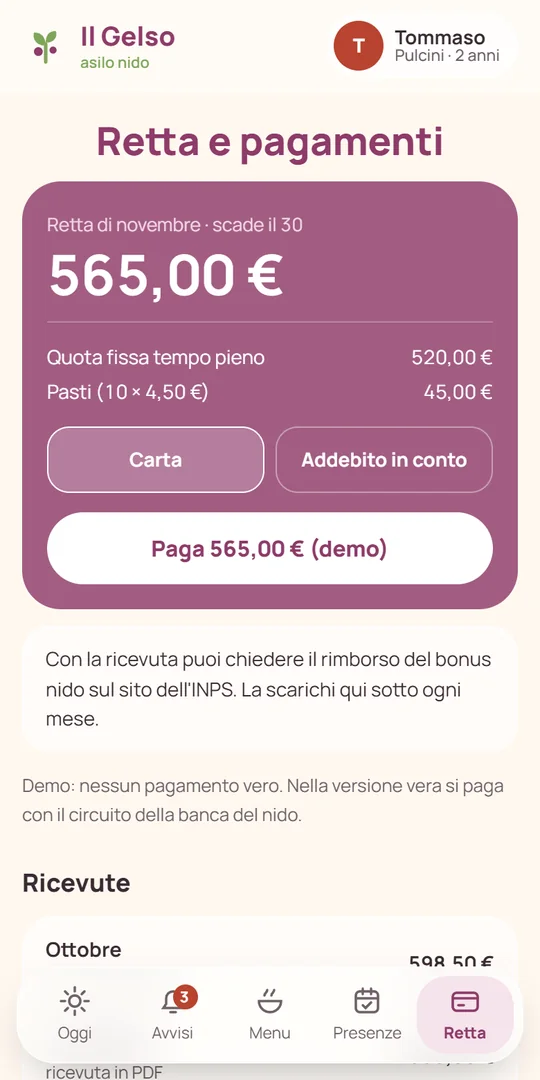 Il Gelso
asilo nido
T
Tommaso
Pulcini · 2 anni
Retta e pagamenti
Retta di novembre · scade il 30
565,00 €
Quota fissa tempo pieno 520,00 €
Pasti (10 × 4,50 €) 45,00 €
Carta
Addebito in conto
Paga 565,00 € (demo)
Con la ricevuta puoi chiedere il rimborso del bonus
nido sul sito dell'INPS. La scarichi qui sotto ogni
mese.
Demo: nessun pagamento vero. Nella versione vera si paga
con il circuito della banca del nido.
Ricevute
Ottobre
598,50 €
3
Oggi
Avvisi
Menu
Presenze
Retta
ricevuta in PDF